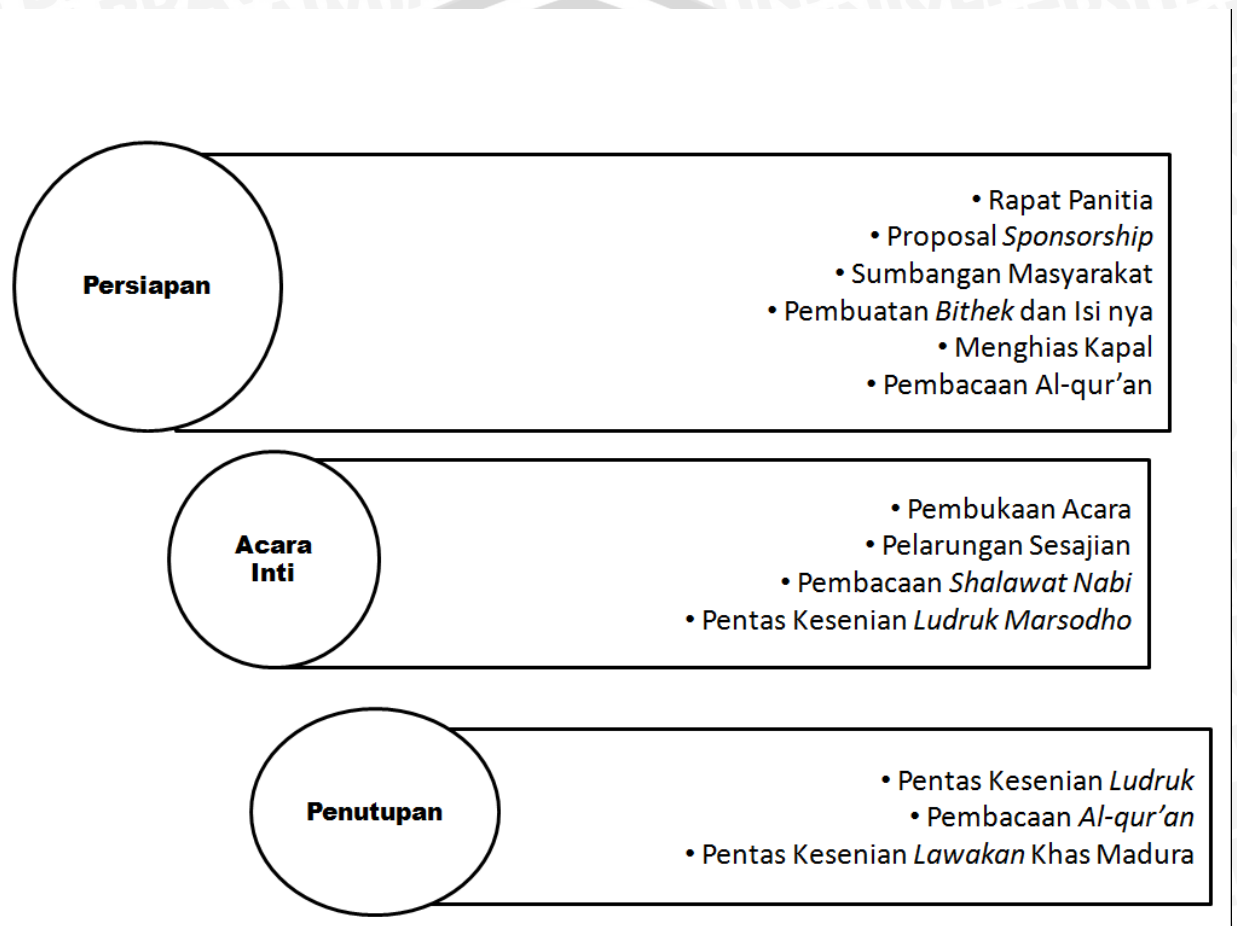 Persiapan
• Rapat Panitia
• Proposal Sponsorship
• Sumbangan Masyarakat
• Pembuatan Bithek dan Isi nya
• Menghias Kapal
• Pembacaan Al-qur’an
Acara
Inti
• Pembukaan Acara
• Pelarungan Sesajian
• Pembacaan Shalawat Nabi
• Pentas Kesenian Ludruk Marsodho
Penutupan
• Pentas Kesenian Ludruk
• Pembacaan Al-qur’an
• Pentas Kesenian Lawakan Khas Madura